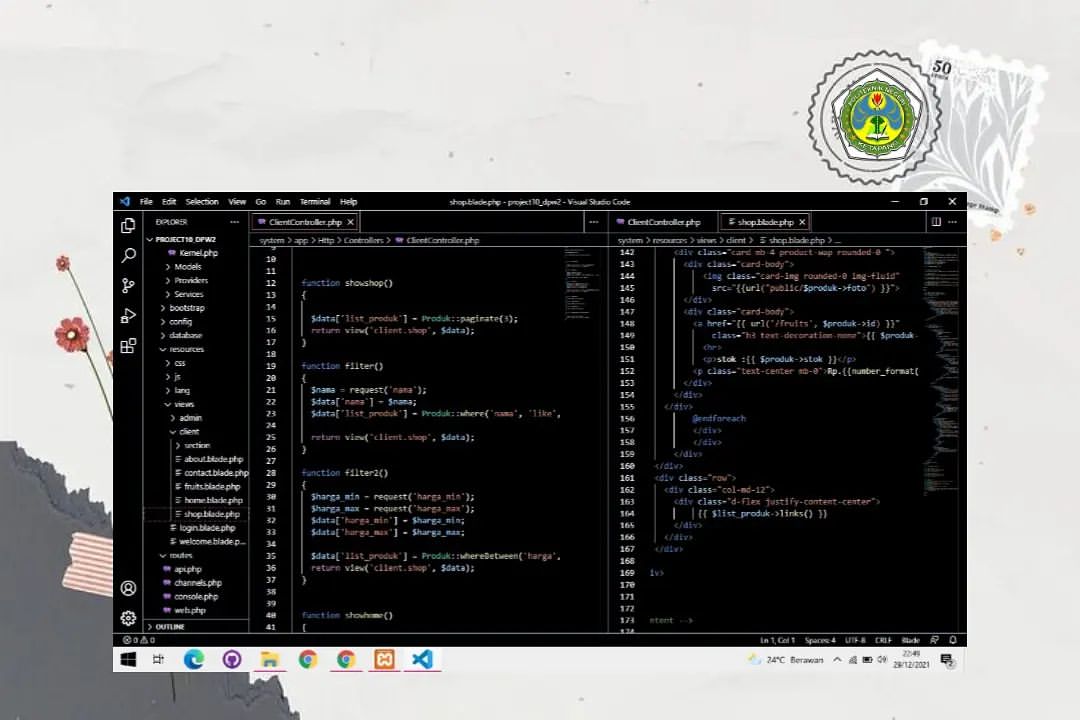 50
POLITEKNIK NEGERI
KETAPANG
File Edit Selection View Go Run Terminal Help
shop.blade.php - project10_dpw2 - Visual Studio Code
EXPLORER
PROJECT10_DPW2
Kernel.php
Models
Providers
Services
bootstrap
config
database
resources
css
js
lang
views
admin
client
section
about.blade.php
contact.blade.php
fruits.blade.php
home.blade.php
shop.blade.php
login.blade.php
welcome.blade.p...
routes
api.php
channels.php
console.php
web.php
OUTLINE
ClientController.php
system > app > Http > Controllers > ClientController.php
10
11
12 function showshop()
13 {
14
15 $data['list_produk'] = Produk::paginate(3);
16 return view('client.shop', $data);
17 }
18
19 function filter()
20 {
21 $nama = request('nama');
22 $data['nama'] = $nama;
23 $data['list_produk'] = Produk::where('nama', 'like',
24
25 return view('client.shop', $data);
26 }
27
28 function filter2()
29 {
30 $harga_min = request('harga_min');
31 $harga_max = request('harga_max');
32 $data['harga_min'] = $harga_min;
33 $data['harga_max'] = $harga_max;
34
35 $data['list_produk'] = Produk::whereBetween('harga',
36 return view('client.shop', $data);
37 }
38
39
40 function showhome()
41 {
ClientController.php shop.blade.php
system > resources > views > client > shop.blade.php > ...
142 <div class="card mb-4 product-wap rounded-0 ">
143 <div class="card-body">
144 <img class="card-img rounded-0 img-fluid"
145 src="{{url("public/$produk->foto") }}">
146 </div>
147 <div class="card-body">
148 <a href="{{ url('/fruits', $produk->id) }}"
149 class="h3 text-decoration-none">{{ $produk-
150 <hr>
151 <p>stok :{{ $produk->stok }}</p>
152 <p class="text-center mb-0">Rp.{{number_format(
153 </div>
154 </div>
155 </div>
156 @endforeach
157 </div>
158 </div>
159 </div>
160 </div>
161 <div class="row">
162 <div class="col-md-12">
163 <div class="d-flex justify-content-center">
164 {{ $list_produk->links() }}
165 </div>
166 </div>
167 </div>
168
169 iv>
170
171
172
173 ntent -->
174
0 0
Ln 1, Col 1 Spaces: 4 UTF-8 CRLF Blade
24°C Berawan
22:49
29/12/2021